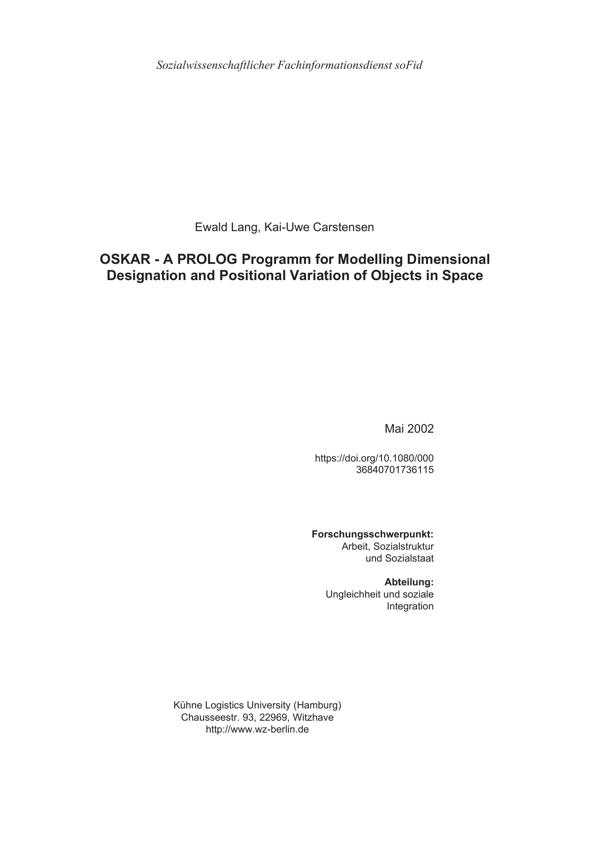 Sozialwissenschaftlicher Fachinformationsdienst soFid
Ewald Lang, Kai-Uwe Carstensen
OSKAR - A PROLOG Programm for Modelling Dimensional
Designation and Positional Variation of Objects in Space
Mai 2002
https://doi.org/10.1080/000
36840701736115
Forschungsschwerpunkt:
Arbeit, Sozialstruktur
und Sozialstaat
Abteilung:
Ungleichheit und soziale
Integration
Kühne Logistics University (Hamburg)
Chausseestr. 93, 22969, Witzhave
http://www.wz-berlin.de